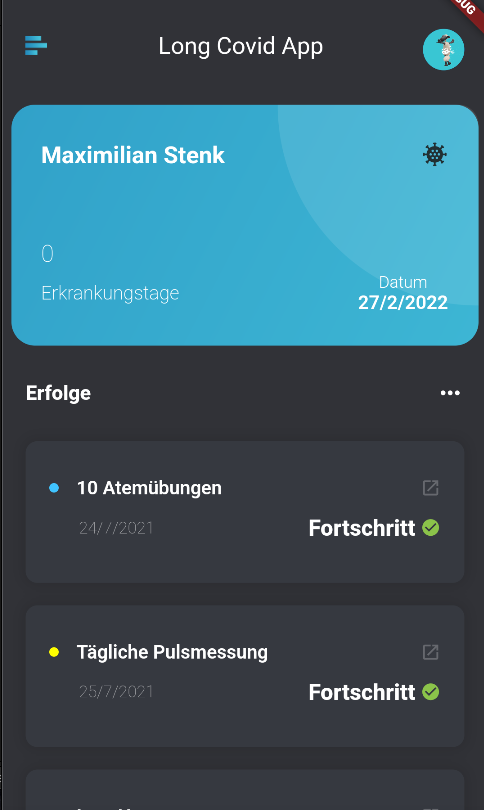 Long Covid App
Maximilian Stenk
0
Erkrankungstage
Datum
27/2/2022
Erfolge
10 Atemübungen
24/7/2021
Fortschritt
Tägliche Pulsmessung
25/7/2021
Fortschritt